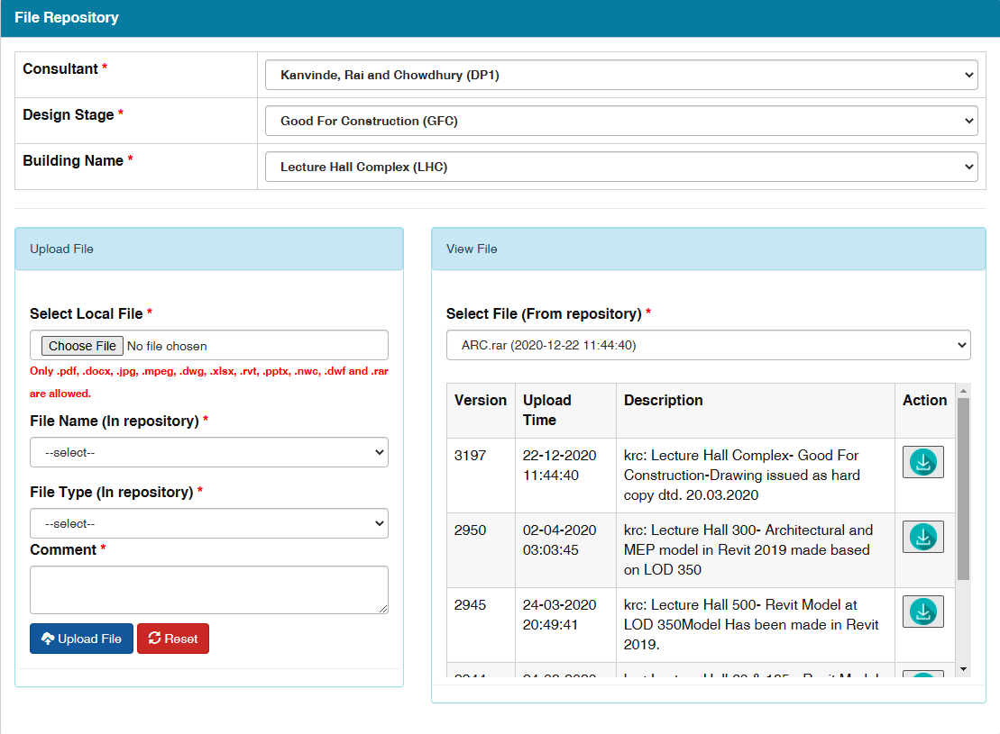 File Repository
Consultant *
Kanvinde, Rai and Chowdhury (DP1)
Design Stage *
Good For Construction (GFC)
Building Name *
Lecture Hall Complex (LHC)
Upload File
Select Local File *
Choose File No file chosen
Only .pdf, .docx, .jpg, .mpeg, .dwg, .xlsx, .rvt, .pptx, .nwc, .dwf and .rar
are allowed.
File Name (In repository) *
--select--
File Type (In repository) *
--select--
Comment *
Upload File Reset
View File
Select File (From repository) *
ARC.rar (2020-12-22 11:44:40)
Version Upload Time Description Action
3197 22-12-2020 11:44:40
krc: Lecture Hall Complex- Good For
Construction-Drawing issued as hard
copy dtd. 20.03.2020
2950 02-04-2020 03:03:45
krc: Lecture Hall 300- Architectural and
MEP model in Revit 2019 made based
on LOD 350
2945 24-03-2020 20:49:41
krc: Lecture Hall 500- Revit Model at
LOD 350Model Has been made in Revit
2019.